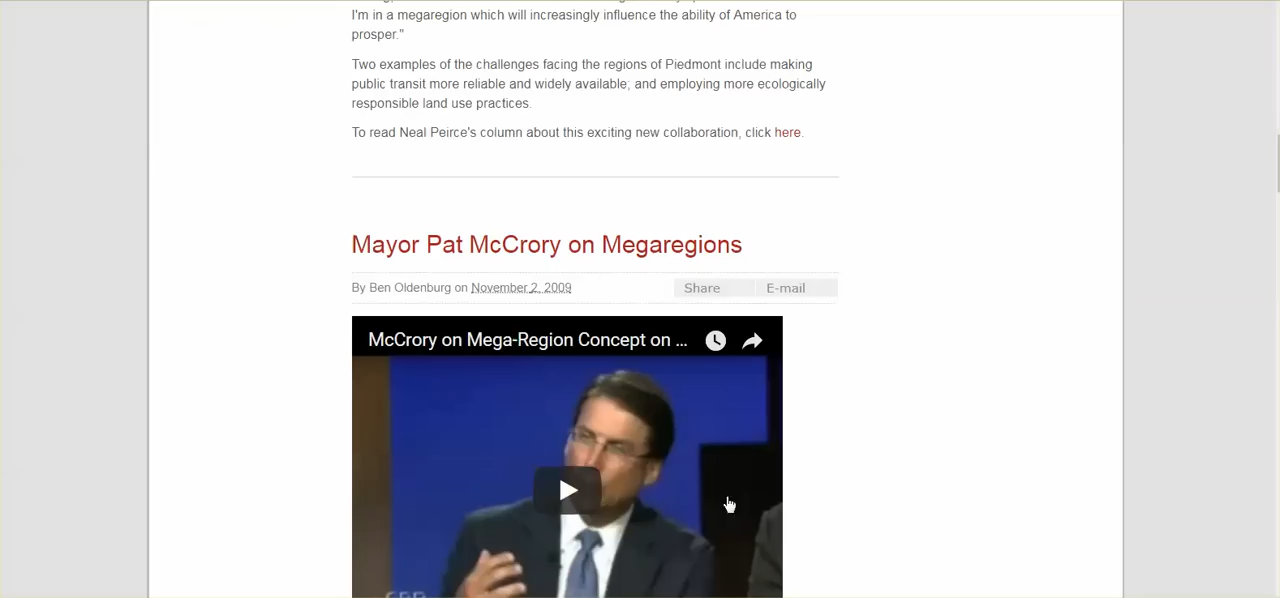 I'm in a megaregion which will increasingly influence the ability of America to
prosper."
Two examples of the challenges facing the regions of Piedmont include making
public transit more reliable and widely available; and employing more ecologically
responsible land use practices.
To read Neal Peirce's column about this exciting new collaboration, click here.
Mayor Pat McCrory on Megaregions
By Ben Oldenburg on November 2, 2009 Share E-mail
McCrory on Mega-Region Concept on ...